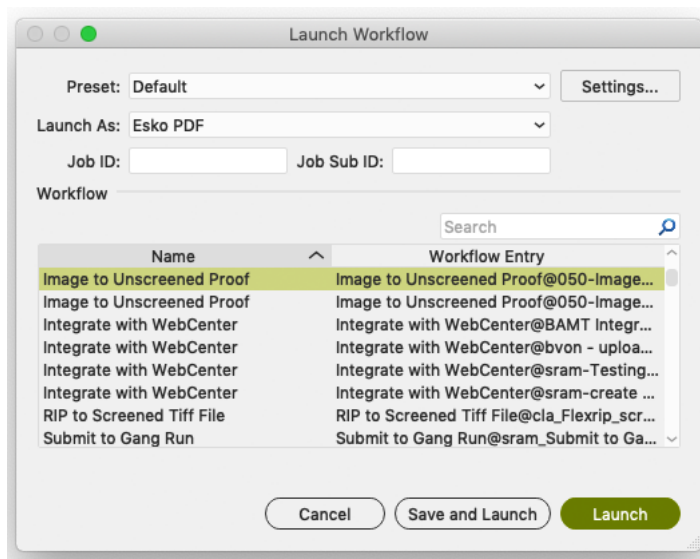 Launch Workflow
Preset: Default Settings...
Launch As: Esko PDF
Job ID: Job Sub ID:
Workflow
Search
Name Workflow Entry
Image to Unscreened Proof Image to Unscreened Proof@050-Image...
Image to Unscreened Proof Image to Unscreened Proof@050-Image...
Integrate with WebCenter Integrate with WebCenter@BAMT Integr...
Integrate with WebCenter Integrate with WebCenter@bvon - uploa...
Integrate with WebCenter Integrate with WebCenter@sram-Testing...
Integrate with WebCenter Integrate with WebCenter@sram-create ...
RIP to Screened Tiff File RIP to Screened Tiff File@cla_Flexrip_scr...
Submit to Gang Run Submit to Gang Run@sram_Submit to Ga...
Cancel Save and Launch Launch